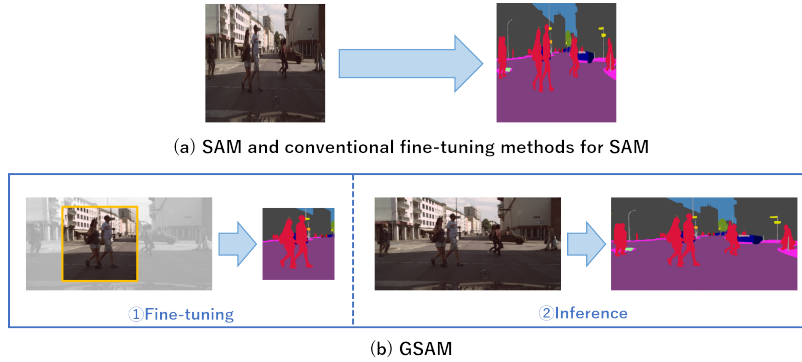 (a) SAM and conventional fine-tuning methods for SAM
①Fine-tuning
②Inference
(b) GSAM